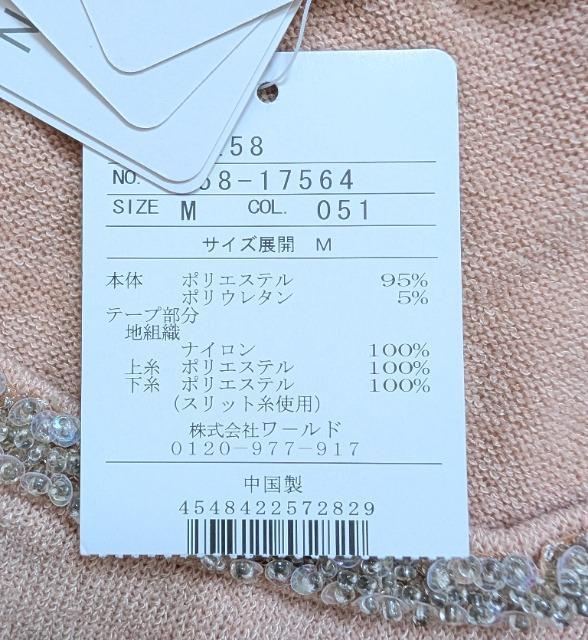 N
58
NO. 58-17564
SIZE M COL. 051
サイズ展開 M
本体 ポリエステル 95%
ポリウレタン 5%
テープ部分
地組織
ナイロン 100%
上糸 ポリエステル 100%
下糸 ポリエステル 100%
(スリット糸使用)
株式会社ワールド
0120-977-917
中国製
4548422572829